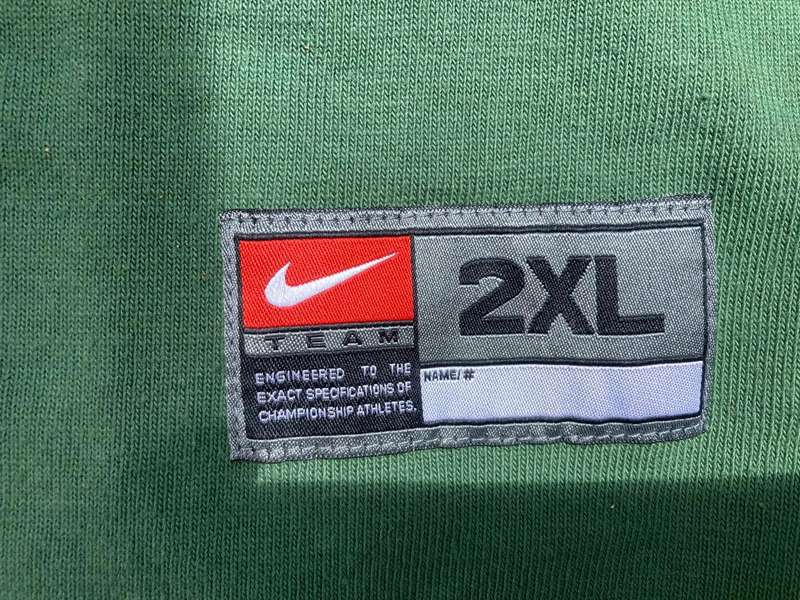 TEAM
ENGINEERED TO THE
EXACT SPECIFICATIONS OF
CHAMPIONSHIP ATHLETES.
2XL
NAME/#